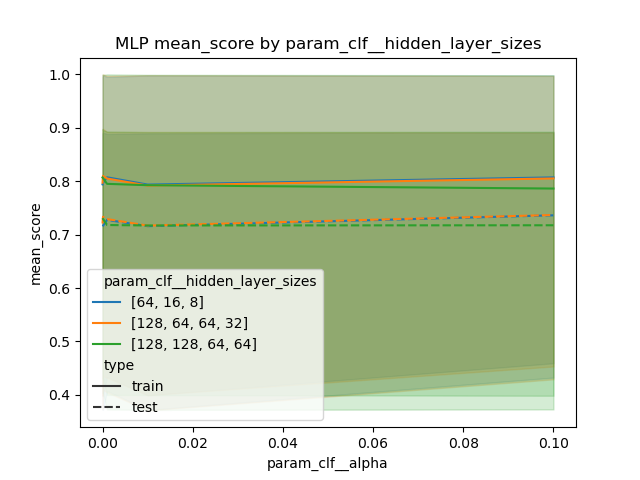 MLP mean_score by param_clf__hidden_layer_sizes
1.0
0.9
0.8
0.7
0.6
0.5
0.4
mean_score
param_clf__hidden_layer_sizes
[64, 16, 8]
[128, 64, 64, 32]
[128, 128, 64, 64]
type
train
test
0.00 0.02 0.04 0.06 0.08 0.10
param_clf__alpha